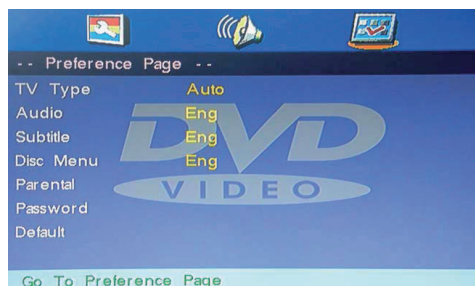 -- Preference Page --
TV Type Auto
Audio Eng
Subtitle Eng
Disc Menu Eng
Parental
Password
Default
DVD
VIDEO
Go To Preference Page